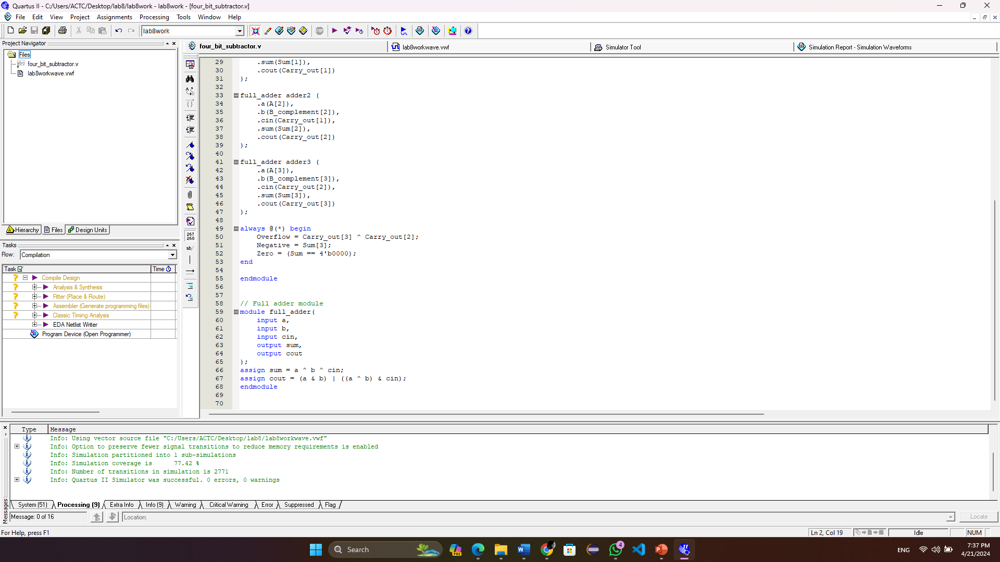 Quartus II - C:/Users/ACTC/Desktop/lab8/lab8work - lab8work - [four_bit_subtractor.v]
File Edit View Project Assignments Processing Tools Window Help
lab8work
Project Navigator
Files
four_bit_subtractor.v
lab8workwave.vwf
Hierarchy Files Design Units
Tasks
Flow: Compilation
Task Time
Compile Design
Analysis & Synthesis
Fitter (Place & Route)
Assembler (Generate programming files)
Classic Timing Analysis
EDA Netlist Writer
Program Device (Open Programmer)
four_bit_subtractor.v lab8workwave.vwf Simulator Tool Simulation Report - Simulation Waveforms
29 .sum(Sum[1]),
30 .cout(Carry_out[1])
31 );
32
33 full_adder adder2 (
34 .a(A[2]),
35 .b(B_complement[2]),
36 .cin(Carry_out[1]),
37 .sum(Sum[2]),
38 .cout(Carry_out[2])
39 );
40
41 full_adder adder3 (
42 .a(A[3]),
43 .b(B_complement[3]),
44 .cin(Carry_out[2]),
45 .sum(Sum[3]),
46 .cout(Carry_out[3])
47 );
48
49 always @(*) begin
50 Overflow = Carry_out[3] ^ Carry_out[2];
51 Negative = Sum[3];
52 Zero = (Sum == 4'b0000);
53 end
54
55 endmodule
56
57
58 // Full adder module
59 module full_adder(
60 input a,
61 input b,
62 input cin,
63 output sum,
64 output cout
65 );
66 assign sum = a ^ b ^ cin;
67 assign cout = (a & b) | ((a ^ b) & cin);
68 endmodule
69
70
Type Message
Info: Using vector source file "C:/Users/ACTC/Desktop/lab8/lab8workwave.vwf"
Info: Option to preserve fewer signal transitions to reduce memory requirements is enabled
Info: Simulation partitioned into 1 sub-simulations
Info: Simulation coverage is 77.42 %
Info: Number of transitions in simulation is 2771
Info: Quartus II Simulator was successful. 0 errors, 0 warnings
System (51) Processing (9) Extra Info Info (9) Warning Critical Warning Error Suppressed Flag
Messages
Message: 0 of 16 Location: Locate
For Help, press F1 Ln 2, Col 19 Idle NUM
Search PRE 4 ENG 7:37 PM
4/21/2024